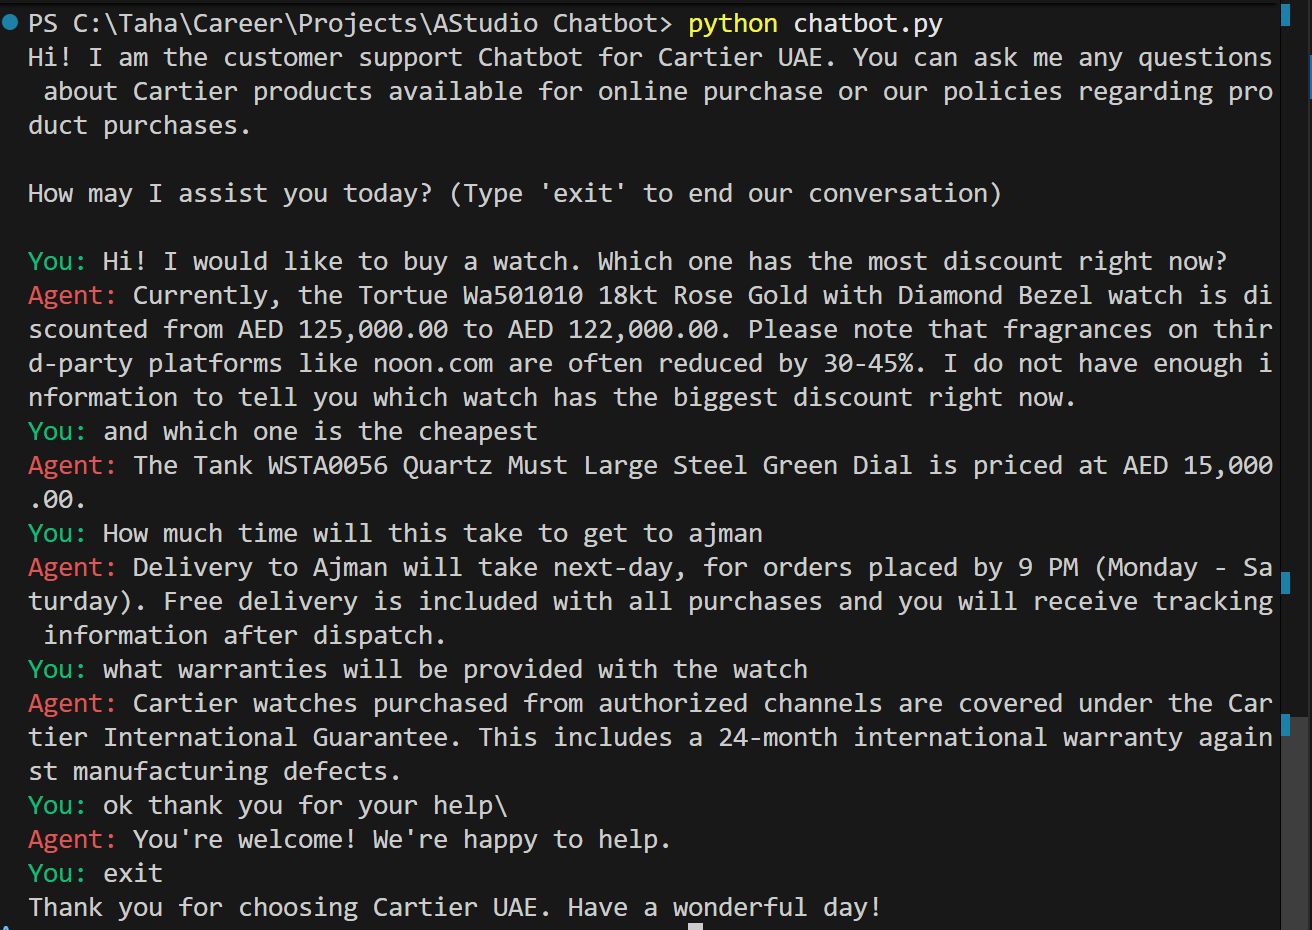 PS C:\Taha\Career\Projects\AStudio Chatbot> python chatbot.py
Hi! I am the customer support Chatbot for Cartier UAE. You can ask me any questions
 about Cartier products available for online purchase or our policies regarding pro
duct purchases.
How may I assist you today? (Type 'exit' to end our conversation)
You: Hi! I would like to buy a watch. Which one has the most discount right now?
Agent: Currently, the Tortue Wa501010 18kt Rose Gold with Diamond Bezel watch is di
scounted from AED 125,000.00 to AED 122,000.00. Please note that fragrances on thir
d-party platforms like noon.com are often reduced by 30-45%. I do not have enough i
nformation to tell you which watch has the biggest discount right now.
You: and which one is the cheapest
Agent: The Tank WSTA0056 Quartz Must Large Steel Green Dial is priced at AED 15,000
.00.
You: How much time will this take to get to ajman
Agent: Delivery to Ajman will take next-day, for orders placed by 9 PM (Monday - Sa
turday). Free delivery is included with all purchases and you will receive tracking
 information after dispatch.
You: what warranties will be provided with the watch
Agent: Cartier watches purchased from authorized channels are covered under the Car
tier International Guarantee. This includes a 24-month international warranty again
st manufacturing defects.
You: ok thank you for your help\
Agent: You're welcome! We're happy to help.
You: exit
Thank you for choosing Cartier UAE. Have a wonderful day!